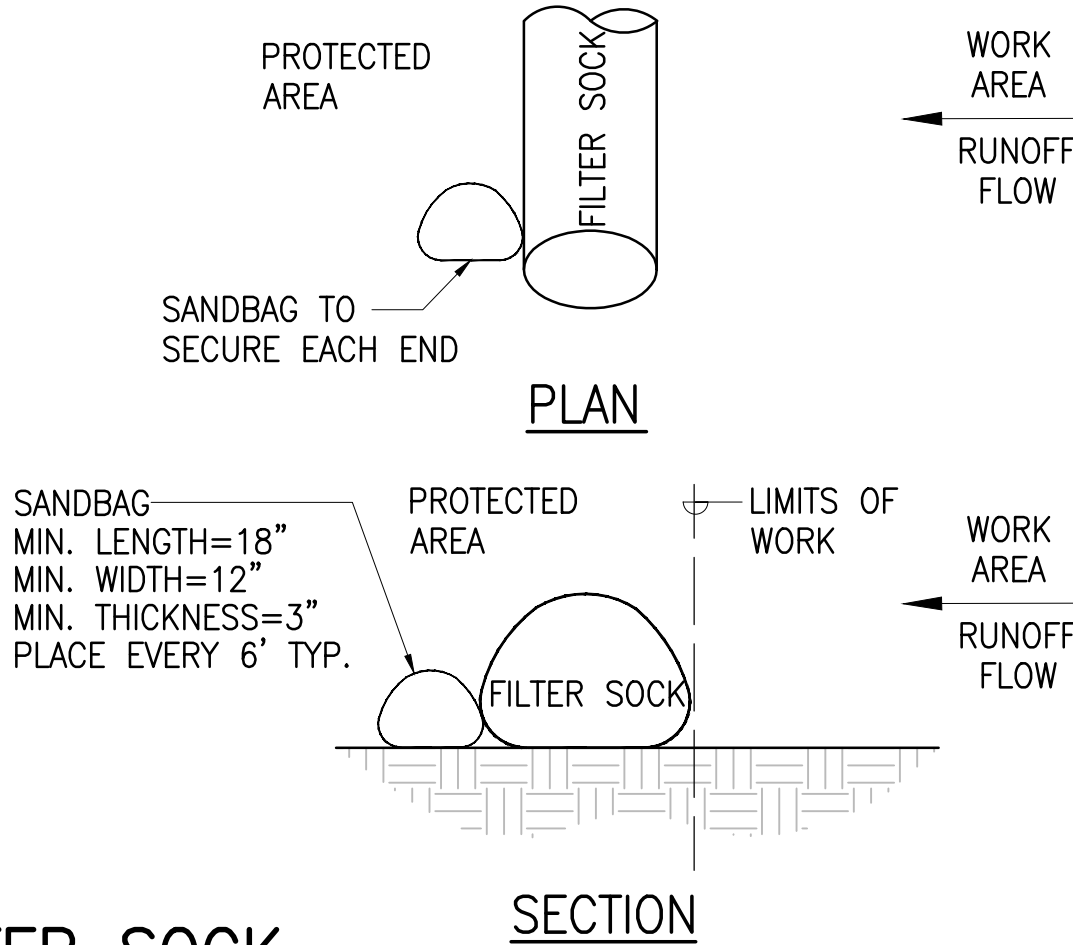 PROTECTED
AREA
FILTER SOCK
WORK
AREA
RUNOFF
FLOW
SANDBAG TO
SECURE EACH END
PLAN
SANDBAG
MIN. LENGTH=18"
MIN. WIDTH=12"
MIN. THICKNESS=3"
PLACE EVERY 6' TYP.
PROTECTED
AREA
LIMITS OF
WORK
WORK
AREA
RUNOFF
FLOW
FILTER SOCK
SECTION
TER SOCK